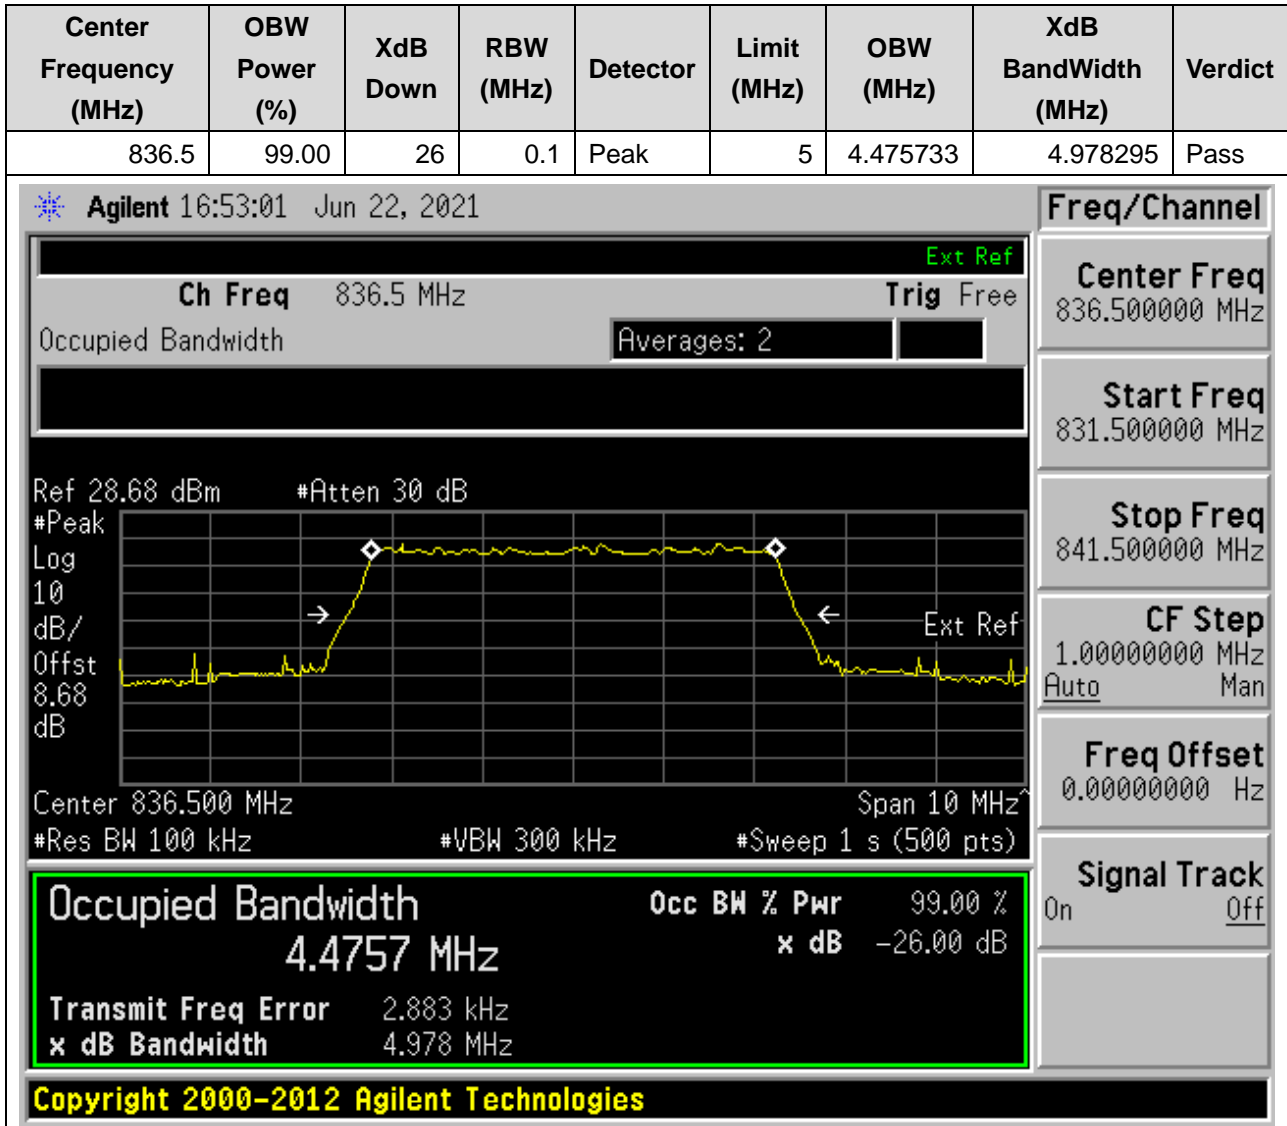 Center Frequency (MHz) OBW Power (%) XdB Down RBW (MHz) Detector Limit (MHz) OBW (MHz) XdB BandWidth (MHz) Verdict
836.5 99.00 26 0.1 Peak 5 4.475733 4.978295 Pass
Agilent 16:53:01 Jun 22, 2021
Ext Ref
Ch Freq 836.5 MHz Trig Free
Occupied Bandwidth Averages: 2
Ref 28.68 dBm #Atten 30 dB
#Peak
Log
10
dB/
Offst
8.68
dB
Ext Ref
Center 836.500 MHz Span 10 MHz^
#Res BW 100 kHz #VBW 300 kHz #Sweep 1 s (500 pts)
Occupied Bandwidth Occ BW % Pwr 99.00 %
4.4757 MHz x dB -26.00 dB
Transmit Freq Error 2.883 kHz
x dB Bandwidth 4.978 MHz
Copyright 2000-2012 Agilent Technologies
Freq/Channel
Center Freq
836.500000 MHz
Start Freq
831.500000 MHz
Stop Freq
841.500000 MHz
CF Step
1.00000000 MHz
Auto Man
Freq Offset
0.00000000 Hz
Signal Track
On Off